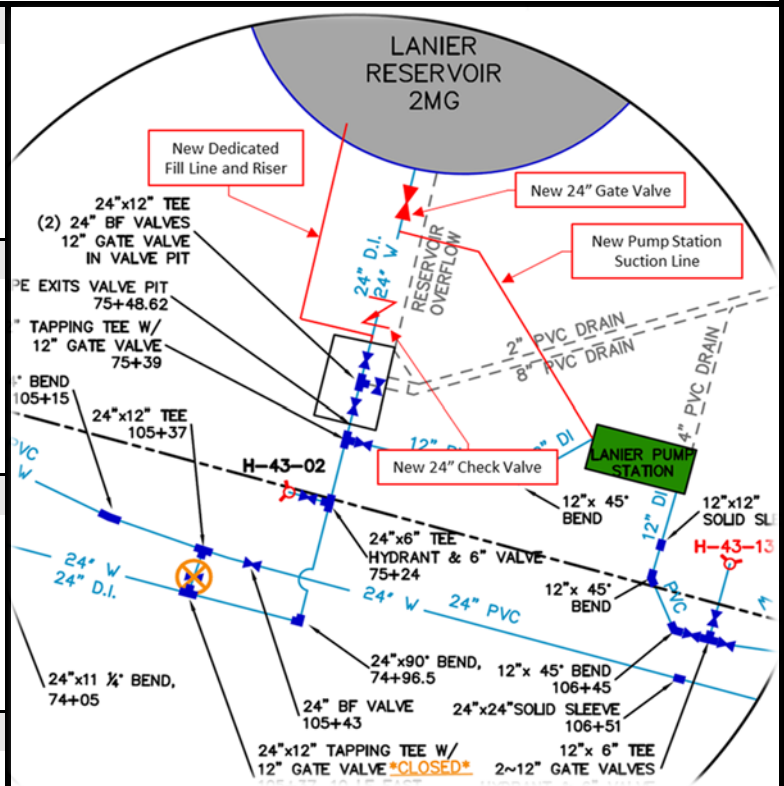 LANIER
RESERVOIR
2MG
New Dedicated
Fill Line and Riser
New 24" Gate Valve
New Pump Station
Suction Line
24"x12" TEE
(2) 24" BF VALVES
12" GATE VALVE
IN VALVE PIT
24" D.I.
24" W
RESERVOIR
OVERFLOW
PE EXITS VALVE PIT
75+48.62
" TAPPING TEE W/
12" GATE VALVE
75+39
2" PVC DRAIN
8" PVC DRAIN
4" PVC DRAIN
° BEND
105+15
24"x12" TEE
105+37
PVC
W
H-43-02
12" DI
DI
New 24" Check Valve
LANIER PUMP
STATION
12"x 45°
BEND
12" DI
12"x12"
SOLID SL
H-43-13
24"x6" TEE
HYDRANT & 6" VALVE
75+24
24" W
24" D.I.
24" W
24" PVC
12"x 45°
BEND
PVC
W
24"x11 ¼" BEND,
74+05
24"x90° BEND,
74+96.5
24" BF VALVE
105+43
12"x 45° BEND
106+45
24"x24"SOLID SLEEVE
106+51
24"x12" TAPPING TEE W/
12" GATE VALVE *CLOSED*
12"x 6" TEE
2~12" GATE VALVES